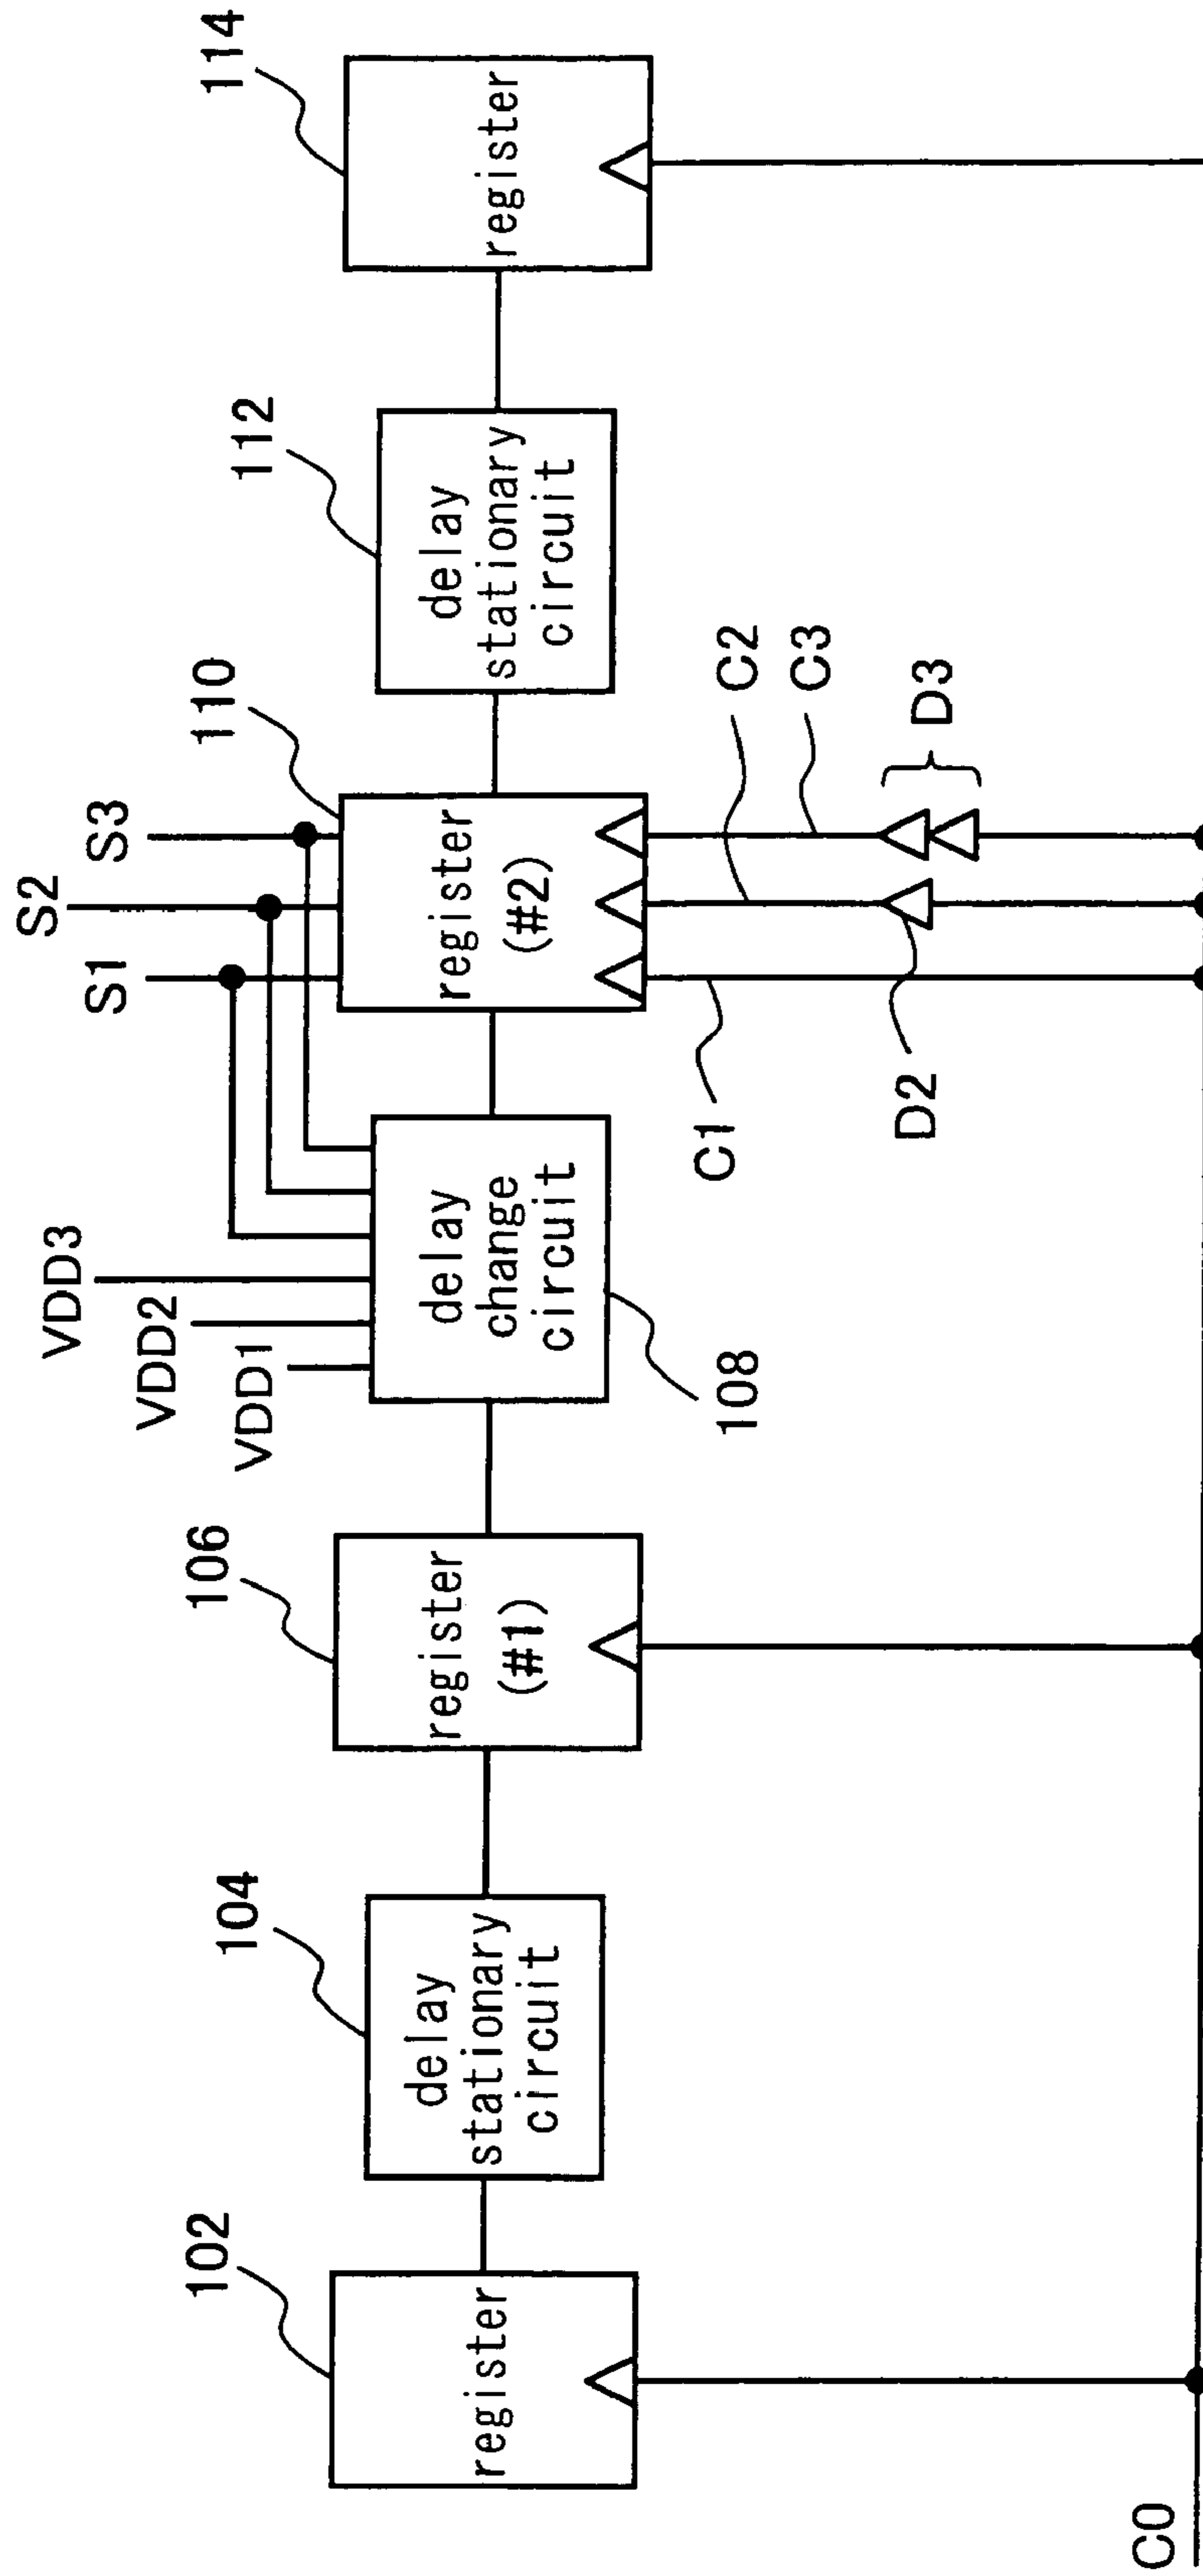 S2
S1
S3
VDD3
VDD2
VDD1
102
104
106
110
112
114
register
delay
stationary
circuit
register
(#1)
delay
change
circuit
register
(#2)
delay
stationary
circuit
register
108
C1
C2
C3
D2
D3
C0